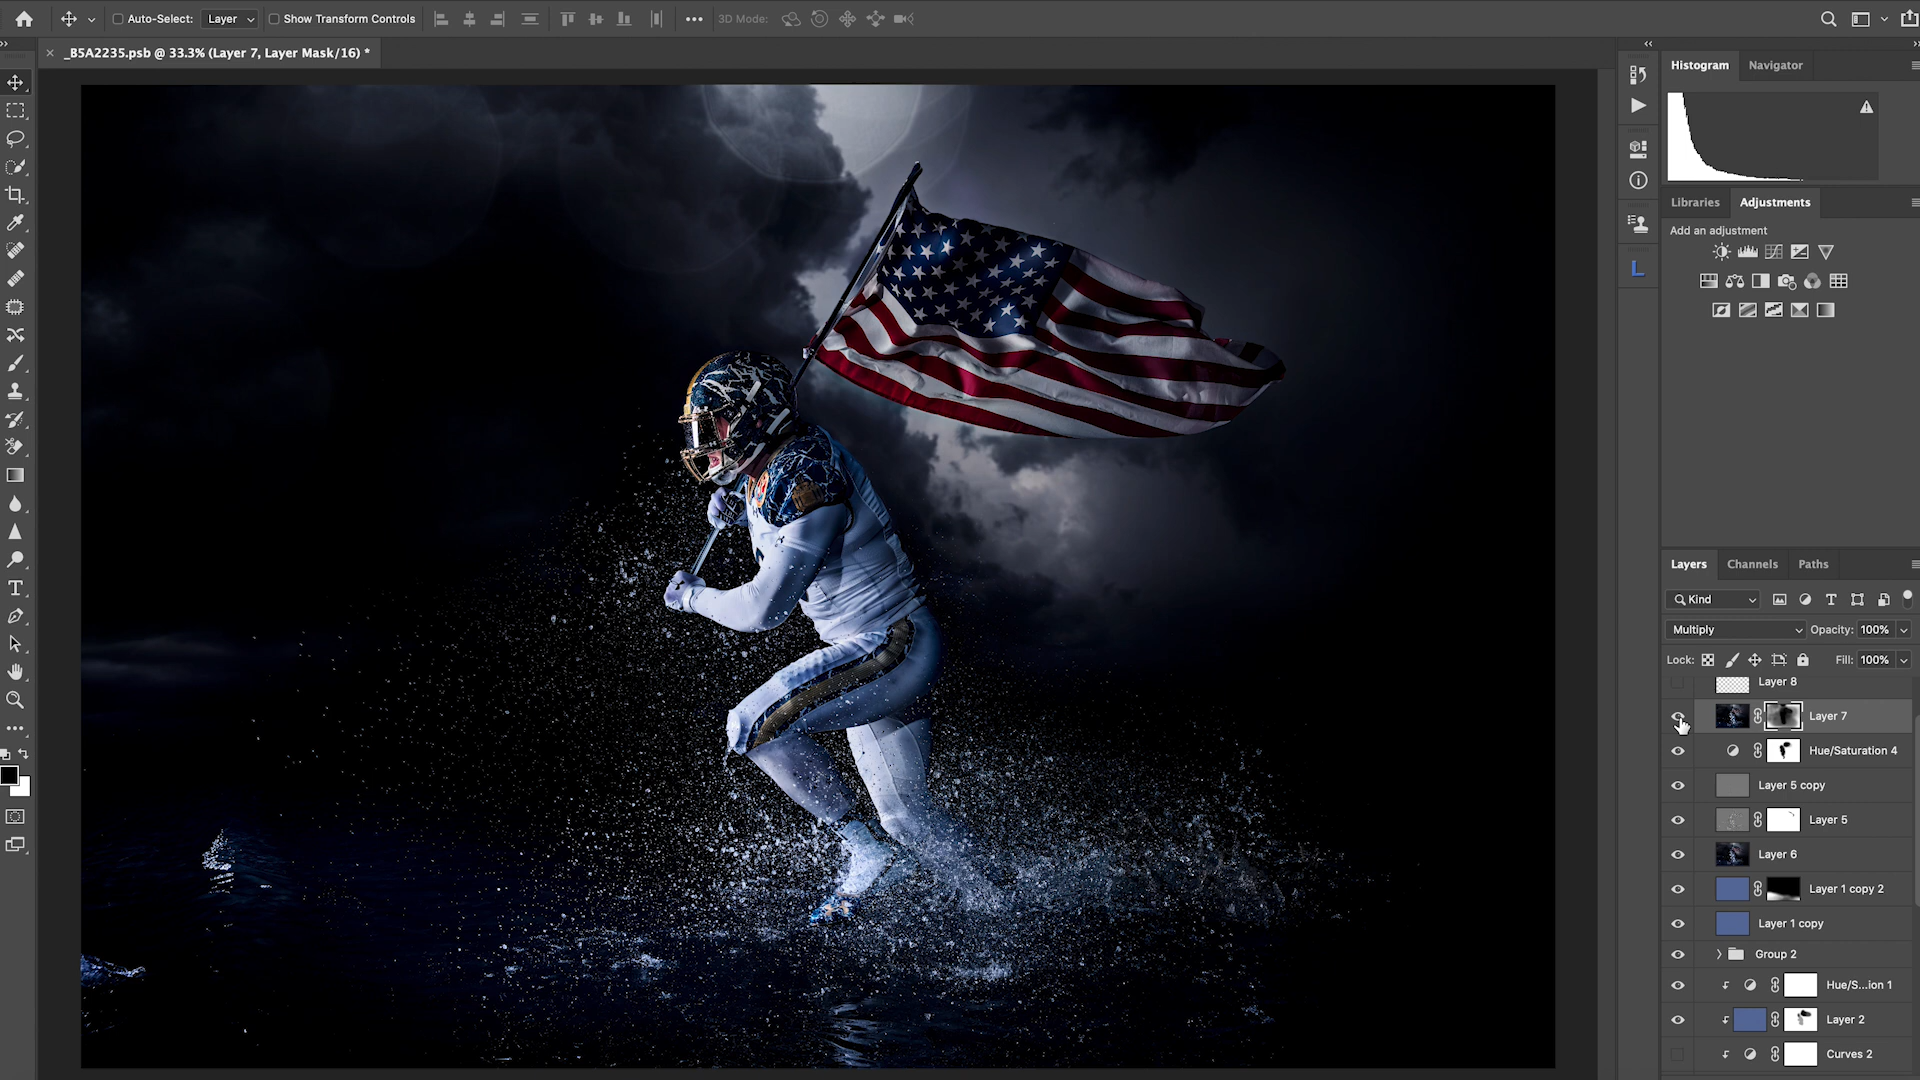 Auto-Select:
Layer
Show Transform Controls
3D Mode:
_B5A2235.psb @ 33.3% (Layer 7, Layer Mask/16) *
Histogram
Navigator
Libraries
Adjustments
Add an adjustment
Layers
Channels
Paths
Kind
Multiply
Opacity: 100%
Lock:
Fill: 100%
Layer 8
Layer 7
Hue/Saturation 4
Layer 5 copy
Layer 5
Layer 6
Layer 1 copy 2
Layer 1 copy
Group 2
Hue/S...ion 1
Layer 2
Curves 2